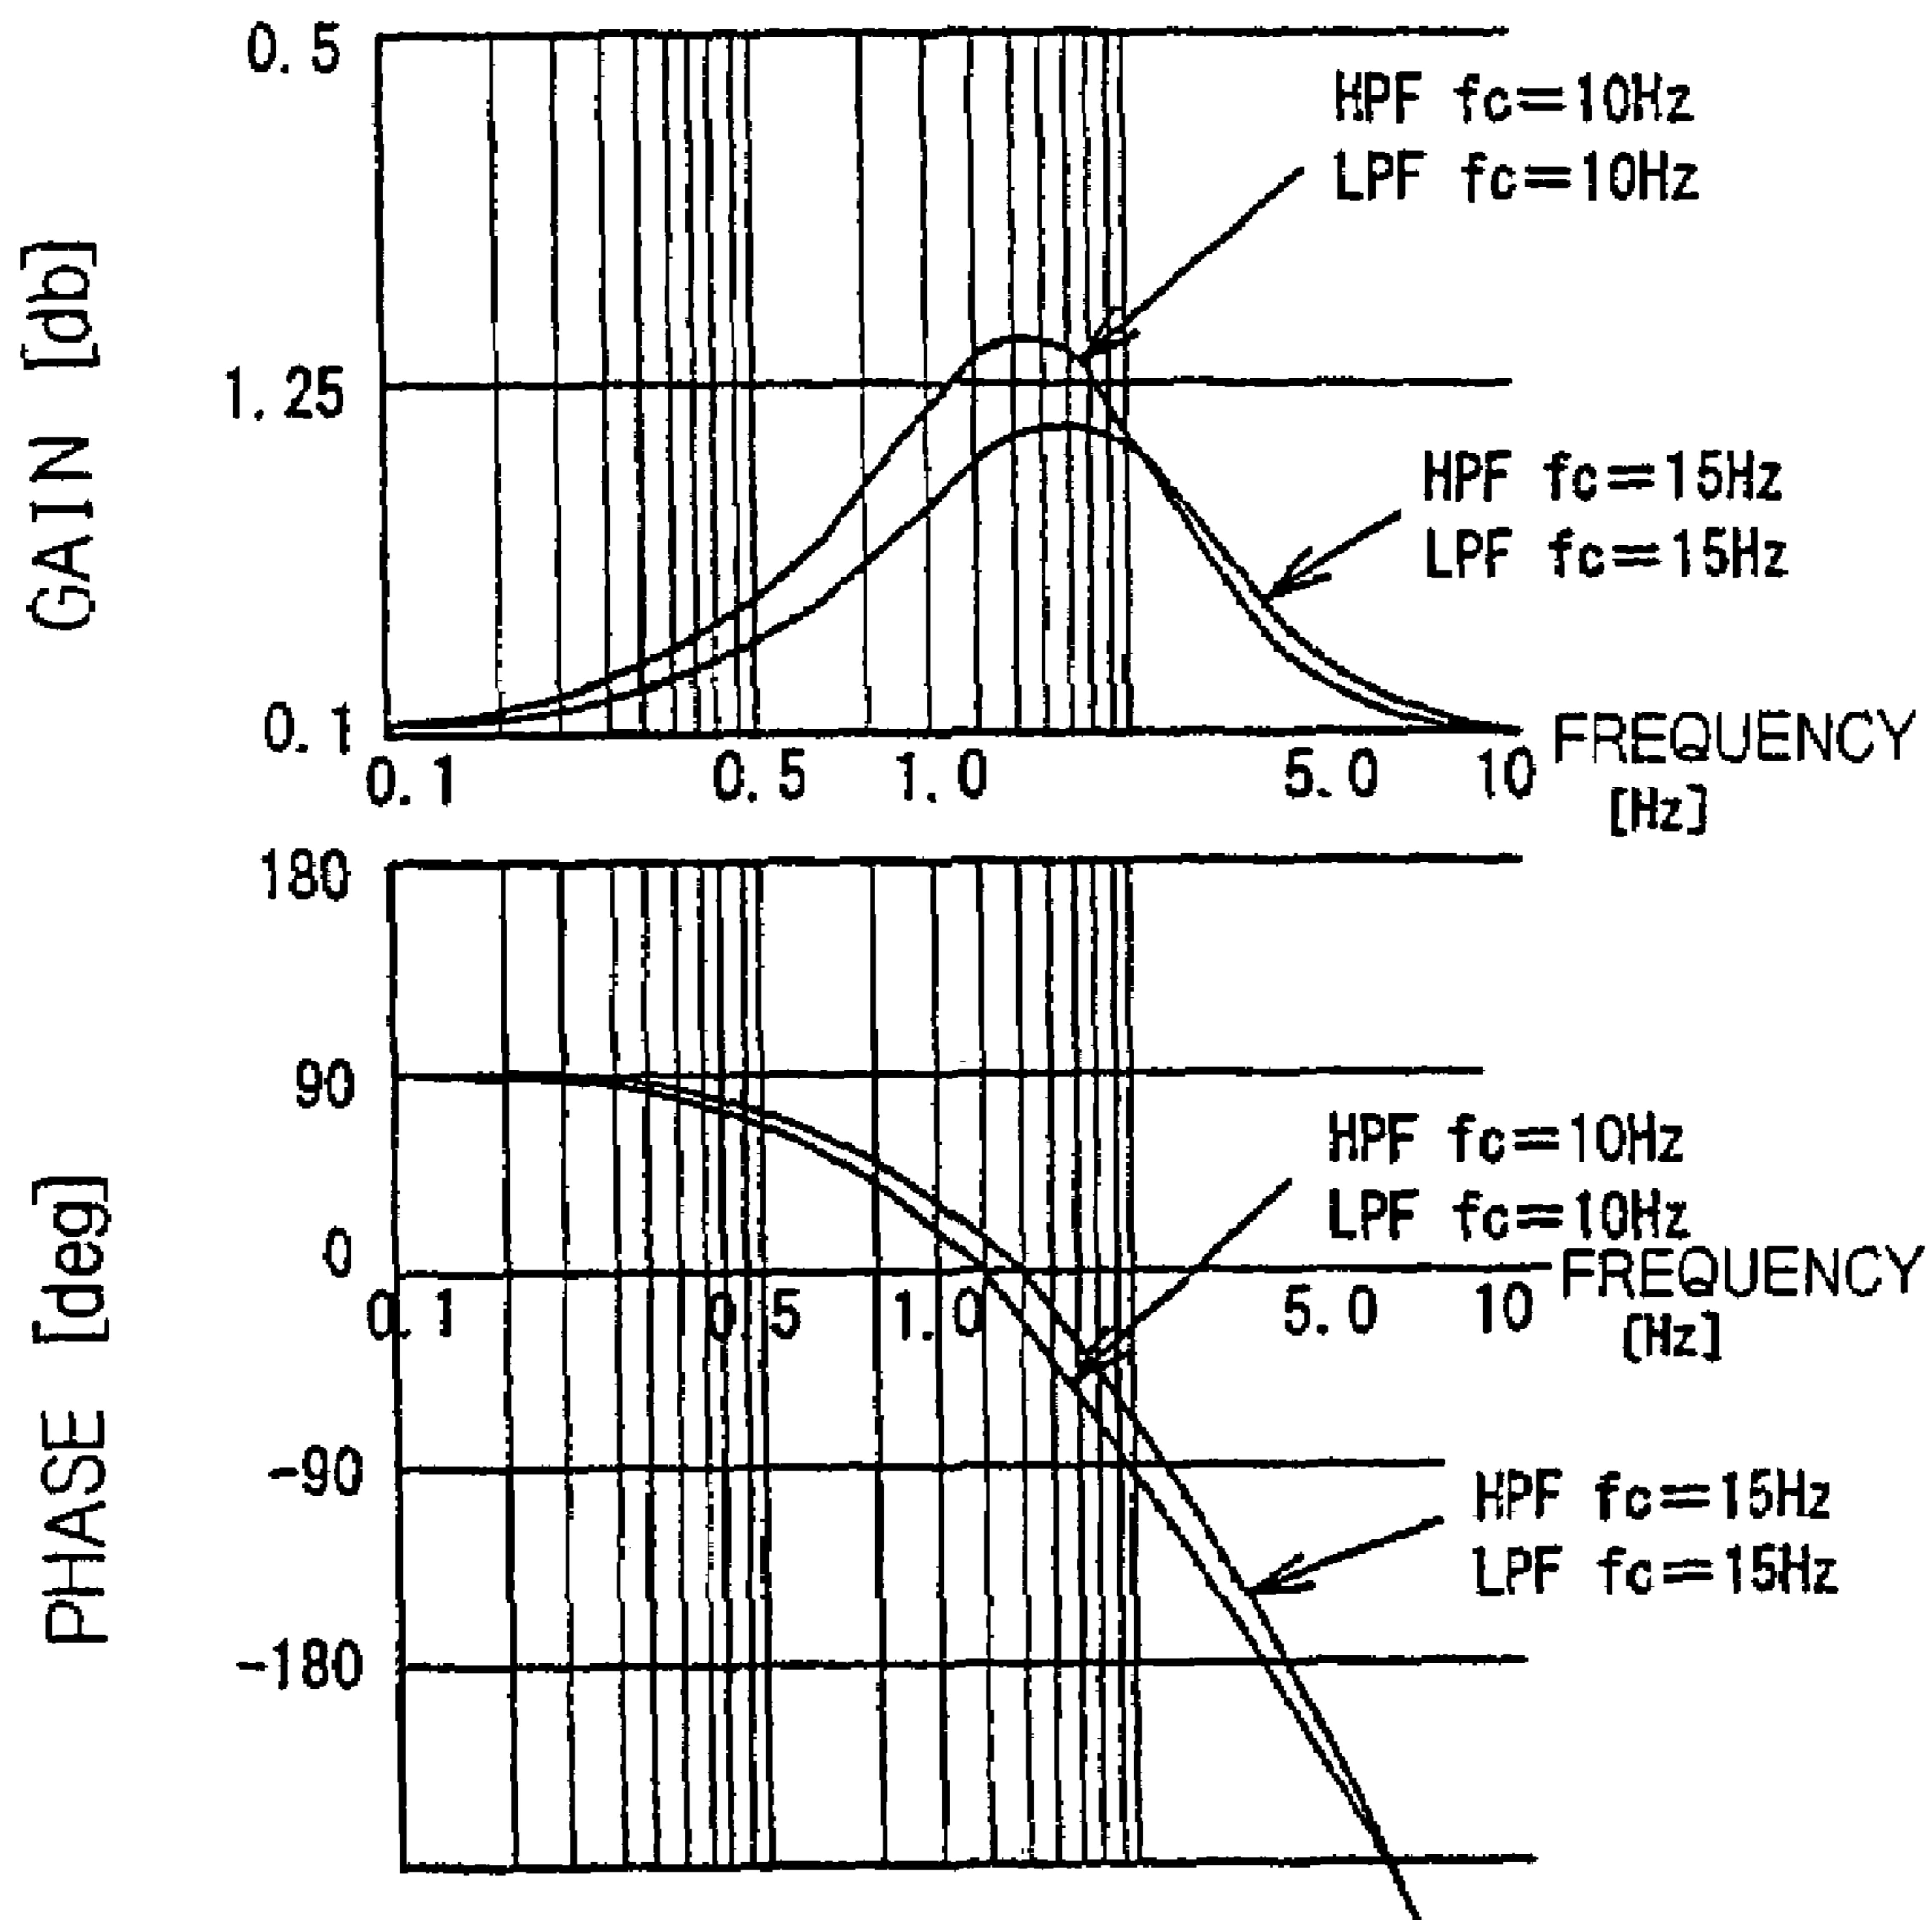 GAIN [db]
0.5
1.25
0.1
0.1 0.5 1.0 5.0 10 FREQUENCY
[Hz]
HPF fc=10Hz
LPF fc=10Hz
HPF fc=15Hz
LPF fc=15Hz
PHASE [deg]
180
90
0
-90
-180
0.1 0.5 1.0 5.0 10 FREQUENCY
[Hz]
HPF fc=10Hz
LPF fc=10Hz
HPF fc=15Hz
LPF fc=15Hz